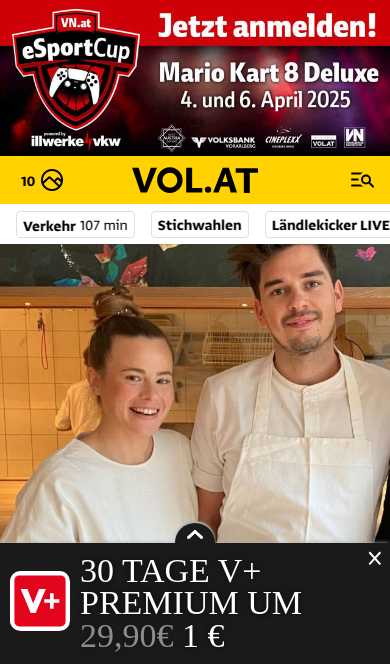 VN.at
eSportCup
Jetzt anmelden!
Mario Kart 8 Deluxe
4. und 6. April 2025
powered by
illwerke vkw
VOLKSBANK
VORARLBERG
CINEPLEXX
VOL.AT
VN
10
VOL.AT
Verkehr 107 min
Stichwahlen
Ländlekicker LIVE
V+
30 TAGE V+
PREMIUM UM
29,90€ 1 €